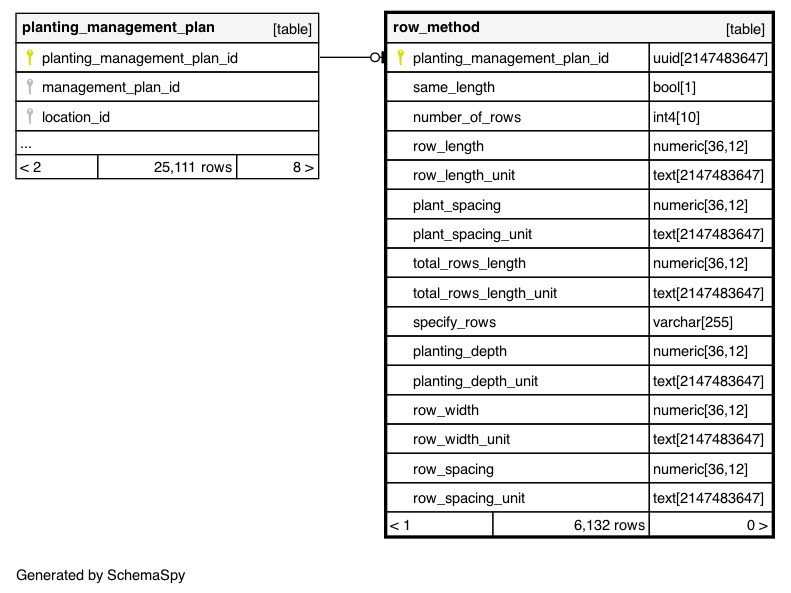 planting_management_plan [table]
planting_management_plan_id
management_plan_id
location_id
...
< 2 25,111 rows 8 >
row_method [table]
planting_management_plan_id uuid[2147483647]
same_length bool[1]
number_of_rows int4[10]
row_length numeric[36,12]
row_length_unit text[2147483647]
plant_spacing numeric[36,12]
plant_spacing_unit text[2147483647]
total_rows_length numeric[36,12]
total_rows_length_unit text[2147483647]
specify_rows varchar[255]
planting_depth numeric[36,12]
planting_depth_unit text[2147483647]
row_width numeric[36,12]
row_width_unit text[2147483647]
row_spacing numeric[36,12]
row_spacing_unit text[2147483647]
< 1 6,132 rows 0 >
Generated by SchemaSpy